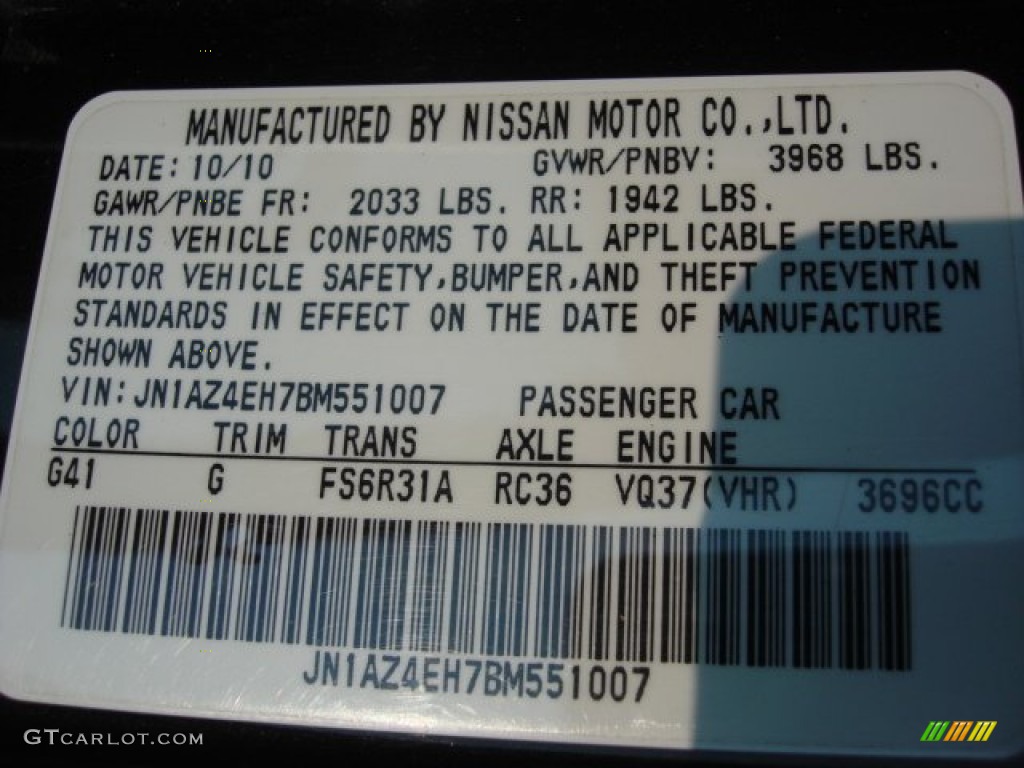 MANUFACTURED BY NISSAN MOTOR CO.,LTD.
DATE: 10/10 GVWR/PNBV: 3968 LBS.
GAWR/PNBE FR: 2033 LBS. RR: 1942 LBS.
THIS VEHICLE CONFORMS TO ALL APPLICABLE FEDERAL
MOTOR VEHICLE SAFETY,BUMPER,AND THEFT PREVENTION
STANDARDS IN EFFECT ON THE DATE OF MANUFACTURE
SHOWN ABOVE.
VIN:JN1AZ4EH7BM551007 PASSENGER CAR
COLOR TRIM TRANS AXLE ENGINE
G41 G FS6R31A RC36 VQ37(VHR) 3696CC
JN1AZ4EH7BM551007
GTCARLOT.COM